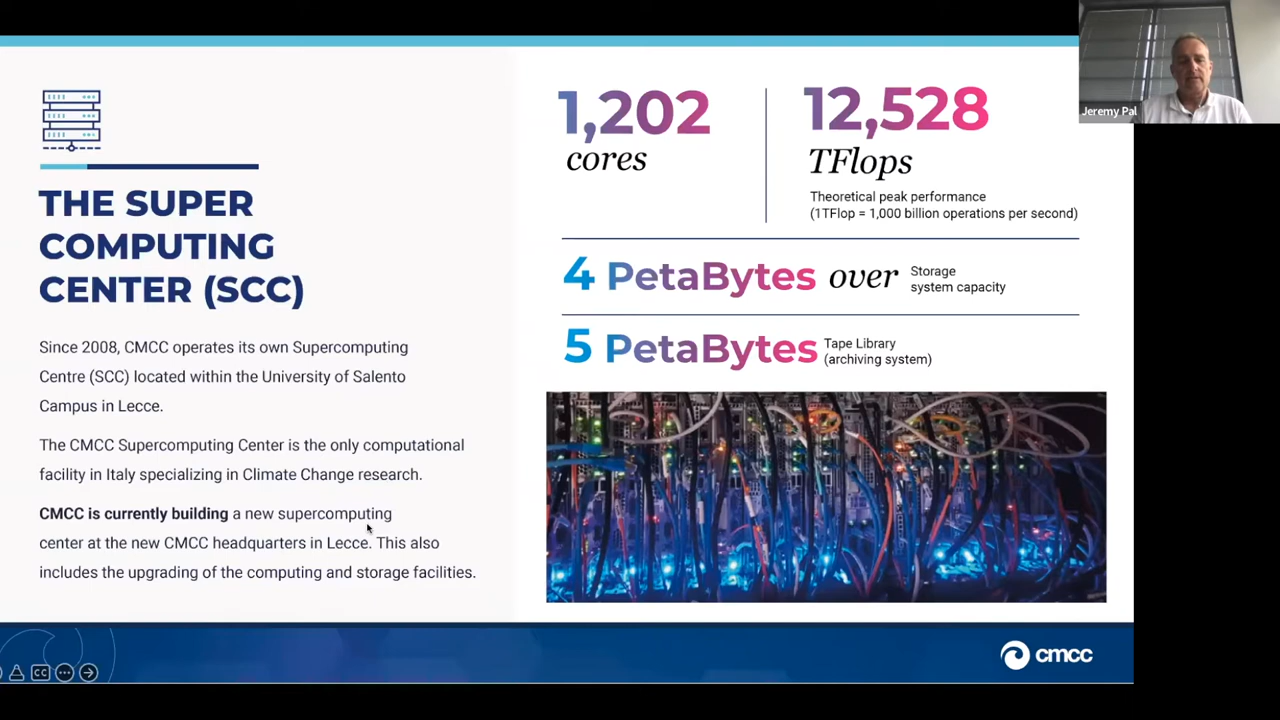 THE SUPER
COMPUTING
CENTER (SCC)
Since 2008, CMCC operates its own Supercomputing
Centre (SCC) located within the University of Salento
Campus in Lecce.
The CMCC Supercomputing Center is the only computational
facility in Italy specializing in Climate Change research.
CMCC is currently building a new supercomputing
center at the new CMCC headquarters in Lecce. This also
includes the upgrading of the computing and storage facilities.
1,202
cores
12,528
TFlops
Theoretical peak performance
(1TFlop = 1,000 billion operations per second)
4 PetaBytes over Storage
system capacity
5 PetaBytes Tape Library
(archiving system)
Jeremy Pal
CC
cmcc